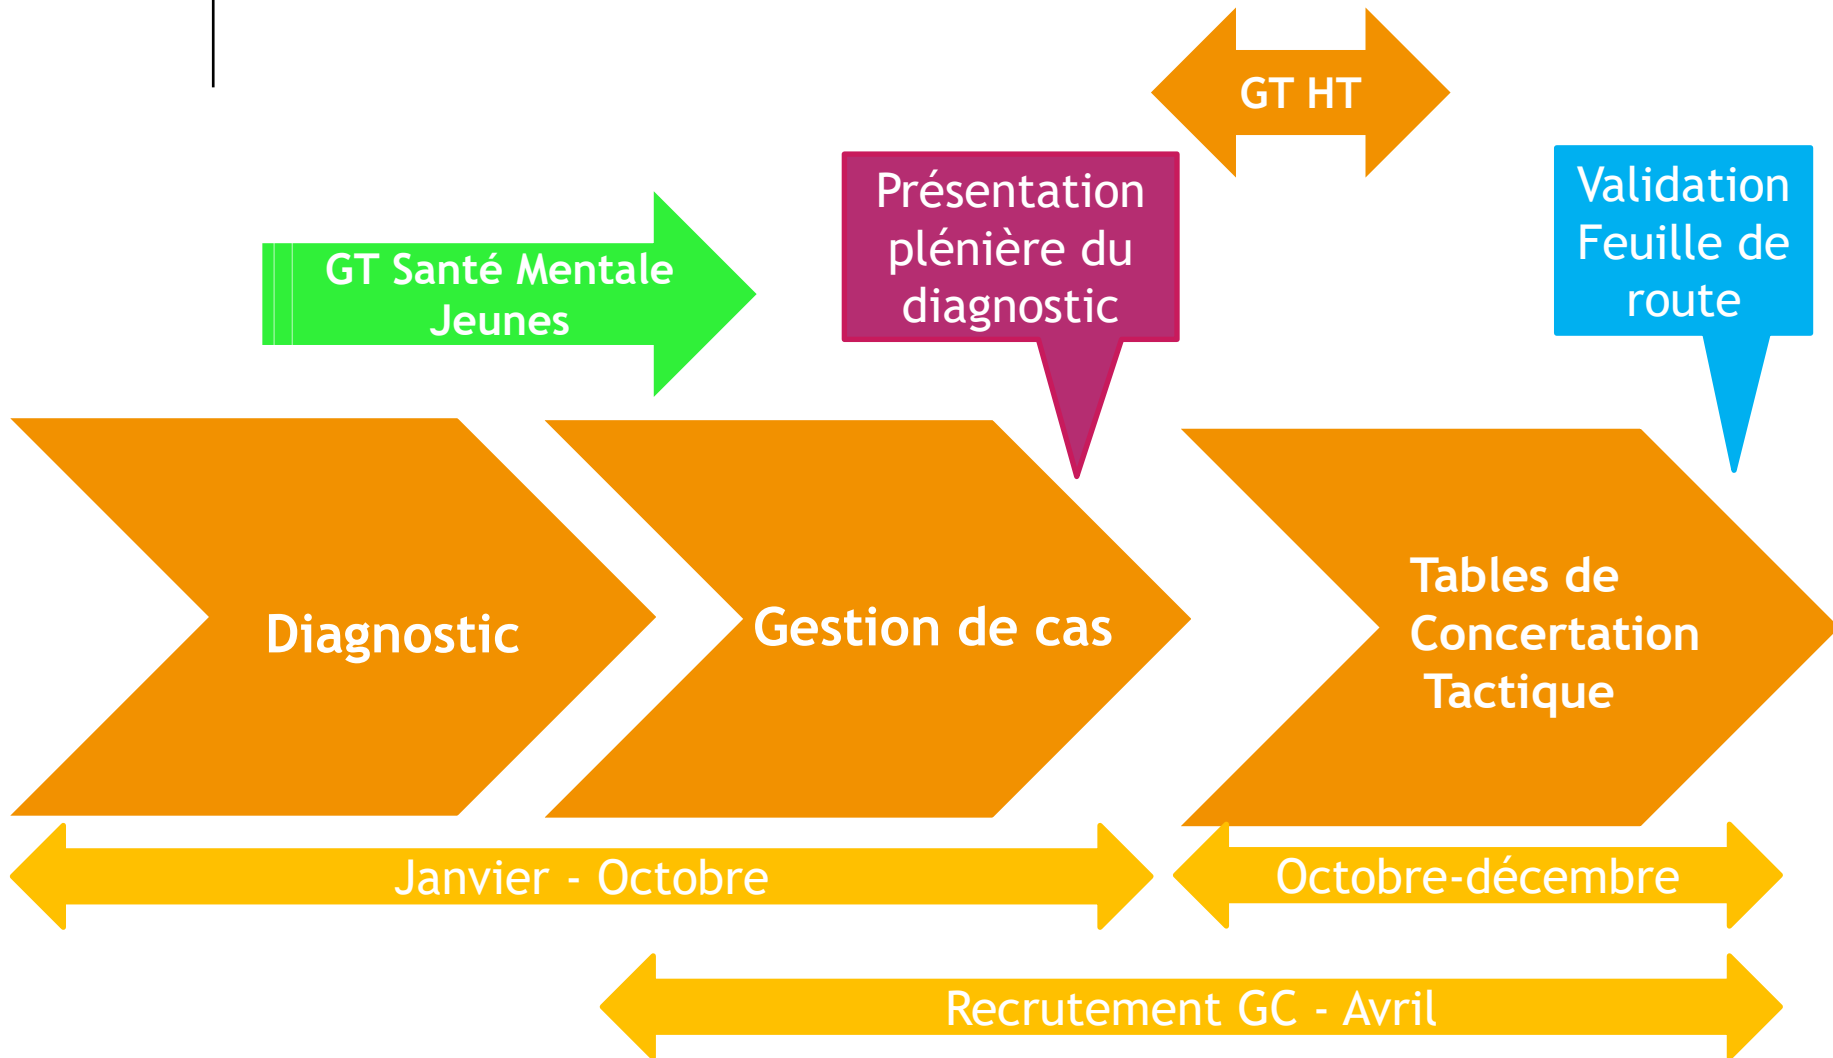 GT HT
Présentation
plénière du
diagnostic
Validation
Feuille de
route
GT Santé Mentale
Jeunes
Diagnostic
Gestion de cas
Tables de
Concertation
Tactique
Janvier - Octobre
Octobre-décembre
Recrutement GC - Avril